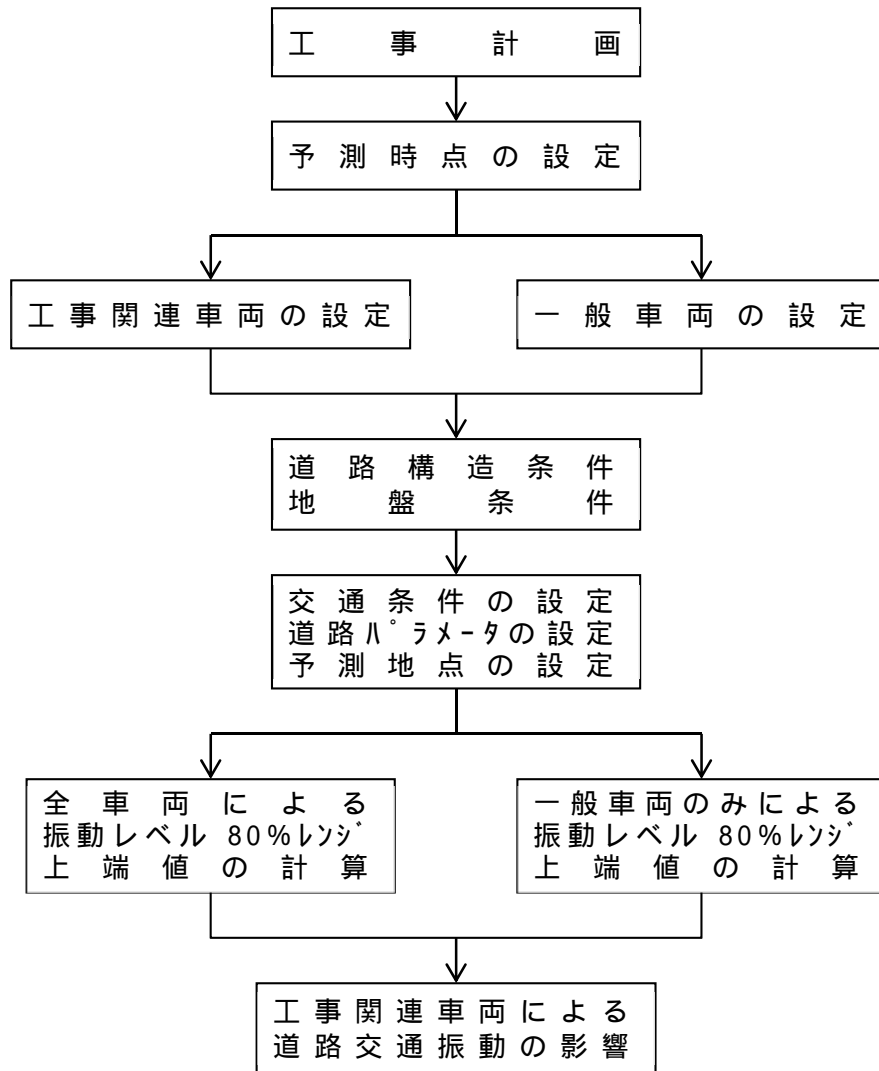 工事計画
予測時点の設定
工事関連車両の設定
一般車両の設定
道路構造条件
地盤条件
交通条件の設定
道路ﾊﾟﾗﾒｰﾀの設定
予測地点の設定
全車両による
振動レベル 80％ﾚﾝｼﾞ
上端値の計算
一般車両のみによる
振動レベル 80％ﾚﾝｼﾞ
上端値の計算
工事関連車両による
道路交通振動の影響